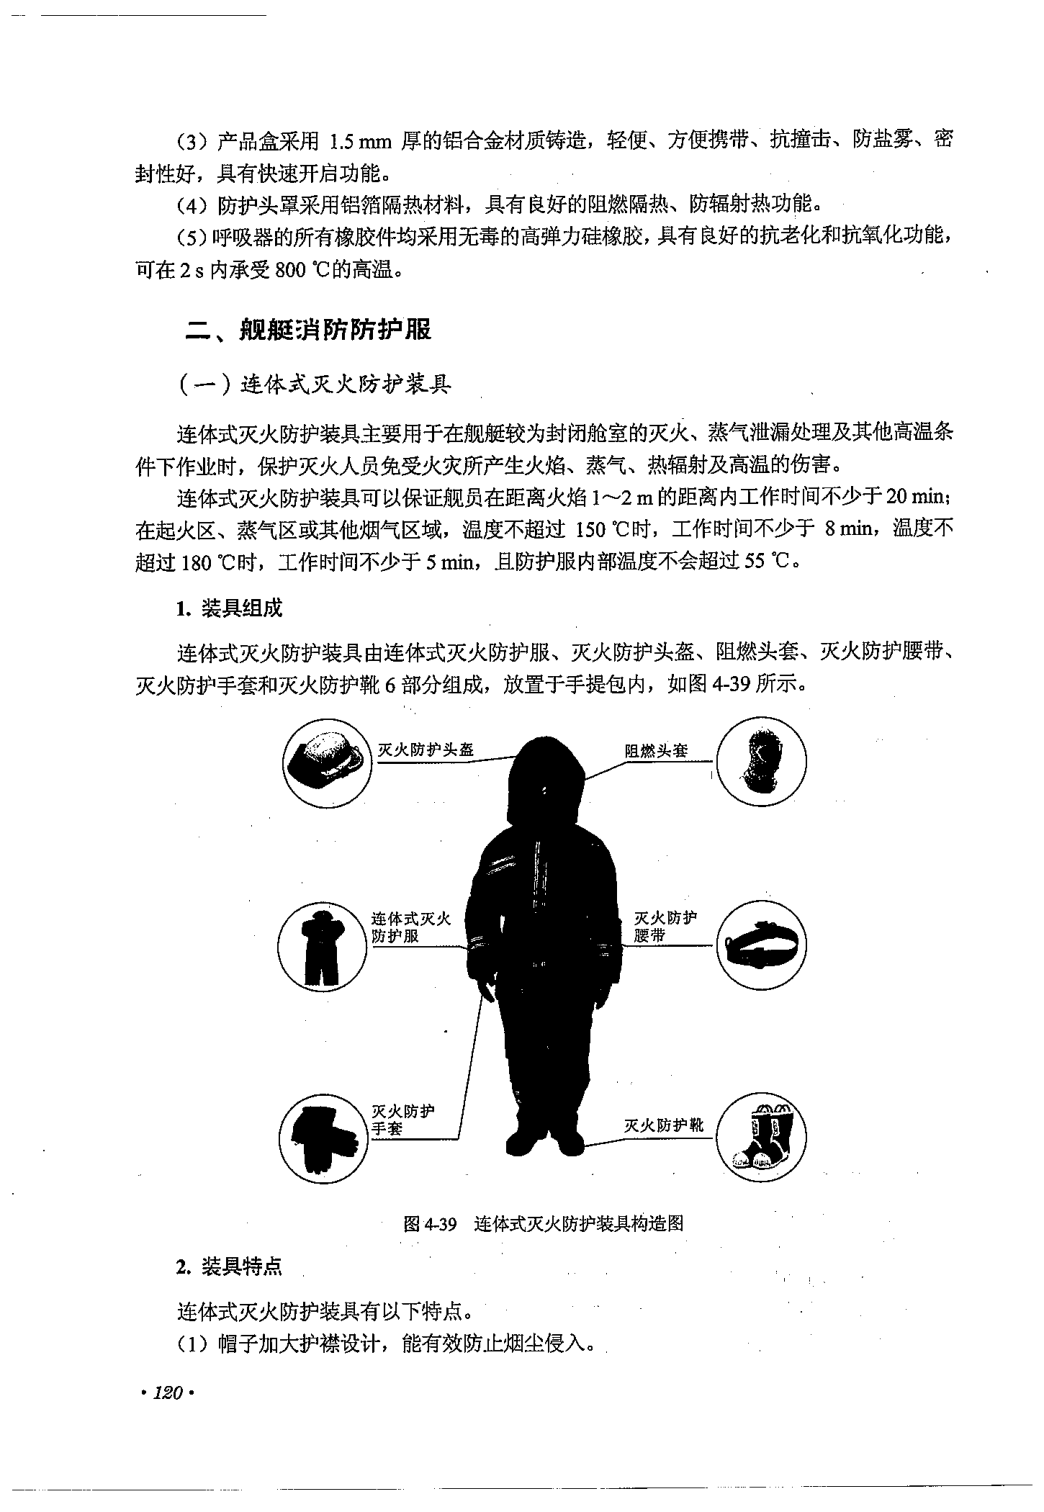 （3）产品盒采用 1.5 mm 厚的铝合金材质铸造，轻便、方便携带、抗撞击、防盐雾、密
封性好，具有快速开启功能。
（4）防护头罩采用铝箔隔热材料，具有良好的阻燃隔热、防辐射热功能。
（5）呼吸器的所有橡胶件均采用无毒的高弹力硅橡胶，具有良好的抗老化和抗氧化功能，
可在 2 s 内承受 800 ℃的高温。
二、舰艇消防防护服
（一）连体式灭火防护装具
连体式灭火防护装具主要用于在舰艇较为封闭舱室的灭火、蒸气泄漏处理及其他高温条
件下作业时，保护灭火人员免受火灾所产生火焰、蒸气、热辐射及高温的伤害。
连体式灭火防护装具可以保证舰员在距离火焰 1～2 m 的距离内工作时间不少于 20 min；
在起火区、蒸气区或其他烟气区域，温度不超过 150 ℃时，工作时间不少于 8 min，温度不
超过 180 ℃时，工作时间不少于 5 min，且防护服内部温度不会超过 55 ℃。
1. 装具组成
连体式灭火防护装具由连体式灭火防护服、灭火防护头盔、阻燃头套、灭火防护腰带、
灭火防护手套和灭火防护靴 6 部分组成，放置于手提包内，如图 4-39 所示。
灭火防护头盔
阻燃头套
连体式灭火
防护服
灭火防护
腰带
灭火防护
手套
灭火防护靴
图 4-39 连体式灭火防护装具构造图
2. 装具特点
连体式灭火防护装具有以下特点。
（1）帽子加大护襟设计，能有效防止烟尘侵入。
·120·